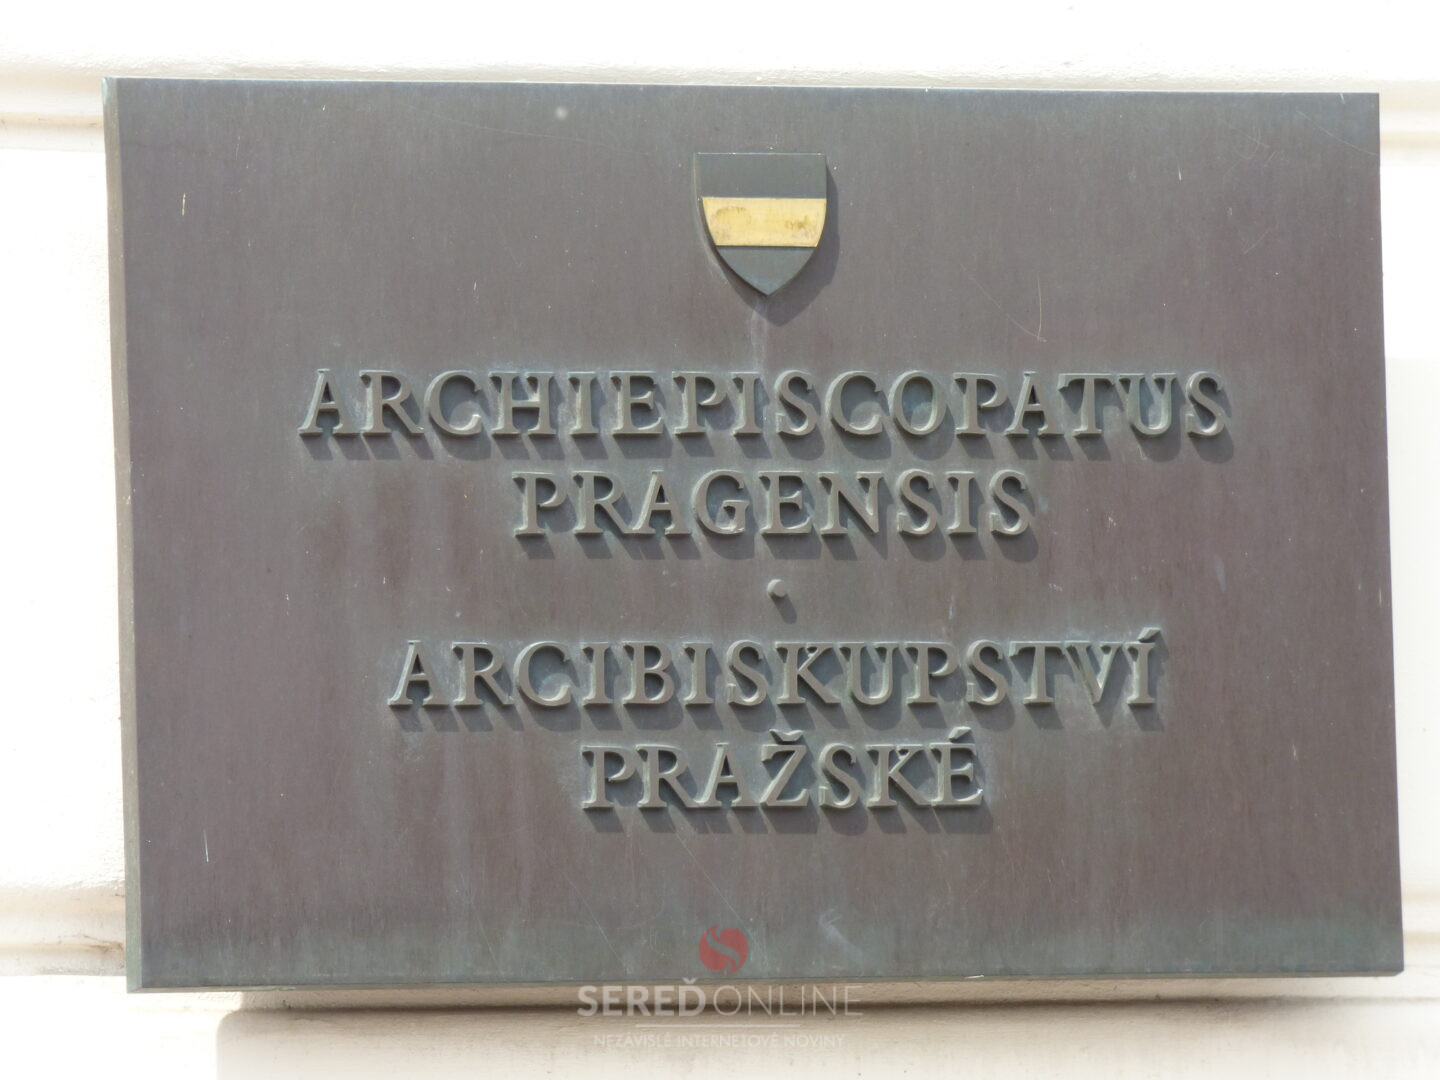 ARCHIEPISCOPATUS
PRAGENSIS
•
ARCIBISKUPSTVÍ
PRAŽSKÉ
SEREĎONLINE
NEZÁVISLÉ INTERNETOVÉ NOVINY